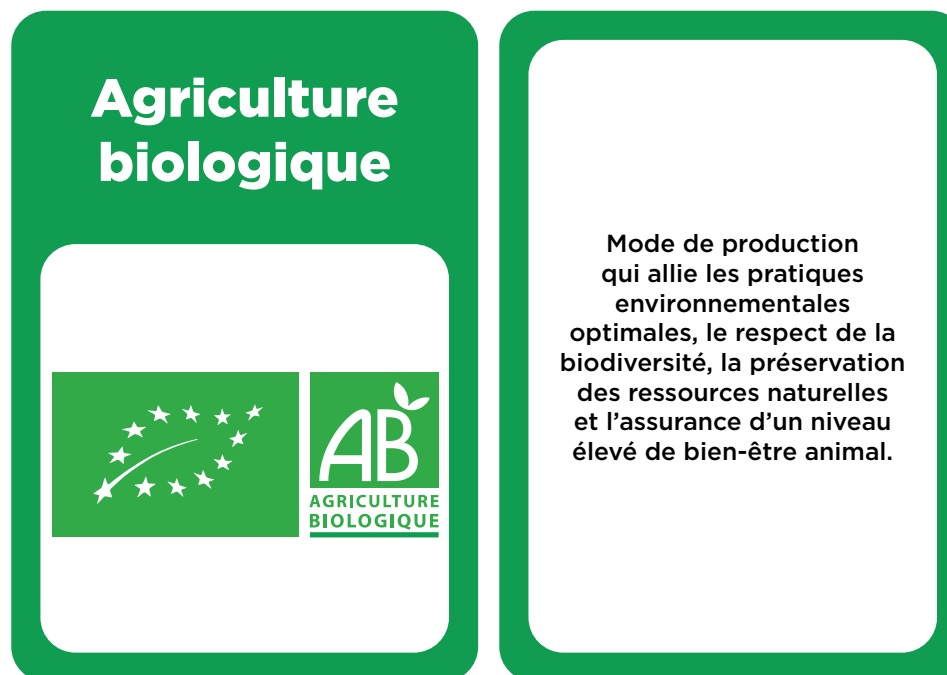 Agriculture
biologique
AB
AGRICULTURE
BIOLOGIQUE
Mode de production
qui allie les pratiques
environnementales
optimales, le respect de la
biodiversité, la préservation
des ressources naturelles
et l’assurance d’un niveau
élevé de bien-être animal.